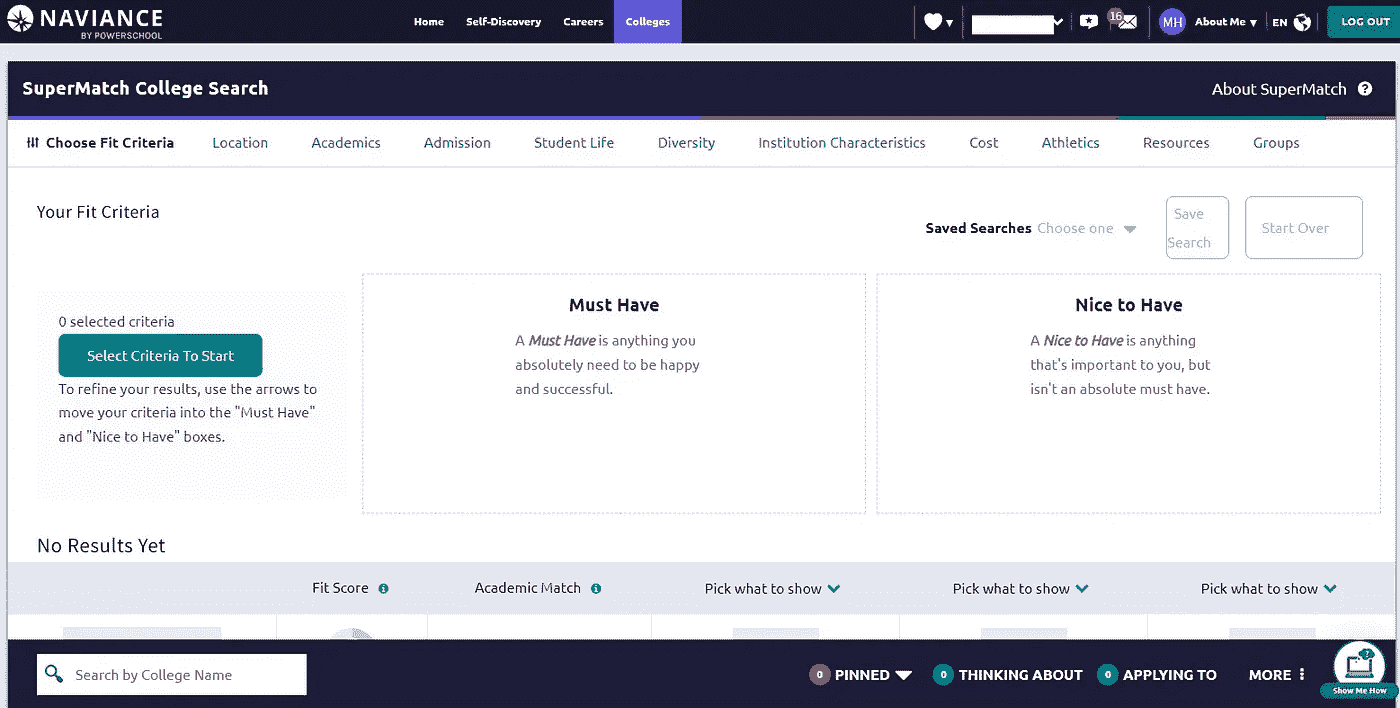 NAVIANCE
BY POWERSCHOOL
Home Self-Discovery Careers Colleges
16
MH About Me EN LOG OUT
SuperMatch College Search
About SuperMatch ?
Choose Fit Criteria Location Academics Admission Student Life Diversity Institution Characteristics Cost Athletics Resources Groups
Your Fit Criteria
Saved Searches Choose one
Save
Search
Start Over
0 selected criteria
Select Criteria To Start
To refine your results, use the arrows to
move your criteria into the "Must Have"
and "Nice to Have" boxes.
Must Have
A Must Have is anything you
absolutely need to be happy
and successful.
Nice to Have
A Nice to Have is anything
that's important to you, but
isn't an absolute must have.
No Results Yet
Fit Score i Academic Match i Pick what to show Pick what to show Pick what to show
Search by College Name
0 PINNED 0 THINKING ABOUT 0 APPLYING TO MORE
?
Show Me How